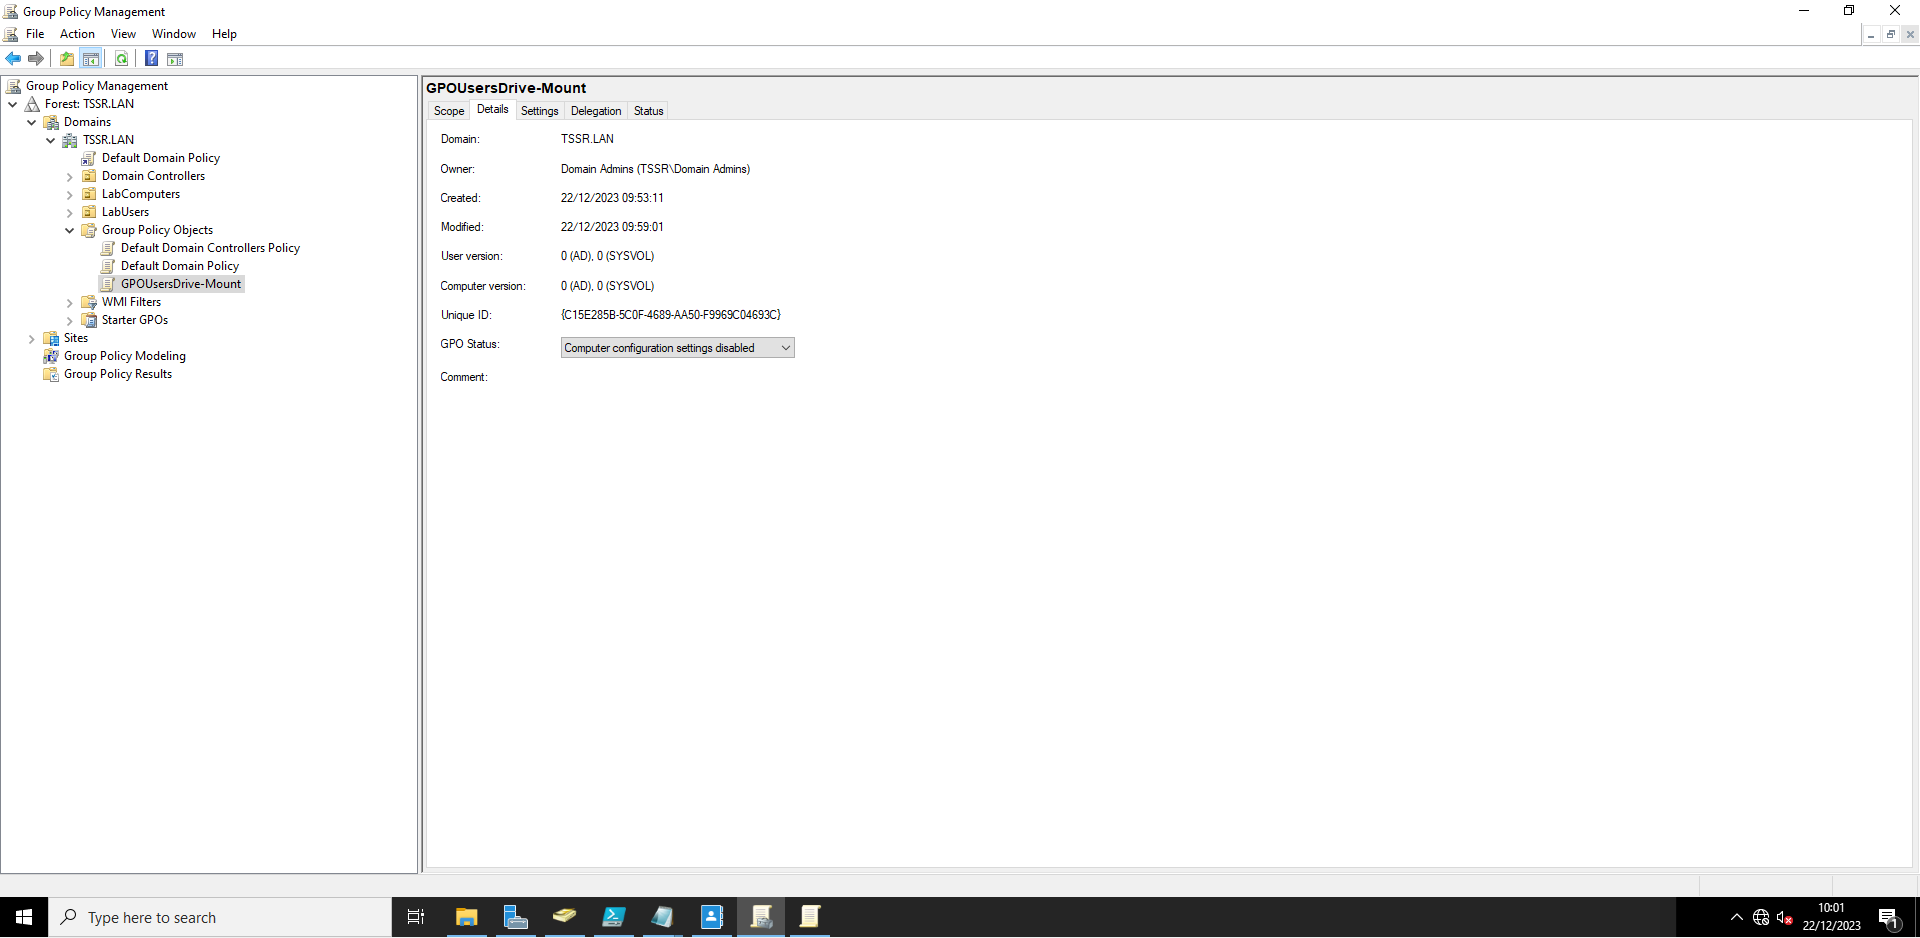 Group Policy Management
File Action View Window Help
Group Policy Management
Forest: TSSR.LAN
Domains
TSSR.LAN
Default Domain Policy
Domain Controllers
LabComputers
LabUsers
Group Policy Objects
Default Domain Controllers Policy
Default Domain Policy
GPOUsersDrive-Mount
WMI Filters
Starter GPOs
Sites
Group Policy Modeling
Group Policy Results
GPOUsersDrive-Mount
Scope Details Settings Delegation Status
Domain: TSSR.LAN
Owner: Domain Admins (TSSR\Domain Admins)
Created: 22/12/2023 09:53:11
Modified: 22/12/2023 09:59:01
User version: 0 (AD), 0 (SYSVOL)
Computer version: 0 (AD), 0 (SYSVOL)
Unique ID: {C15E285B-5C0F-4689-AA50-F9969C04693C}
GPO Status: Computer configuration settings disabled
Comment:
Type here to search
10:01
22/12/2023
1